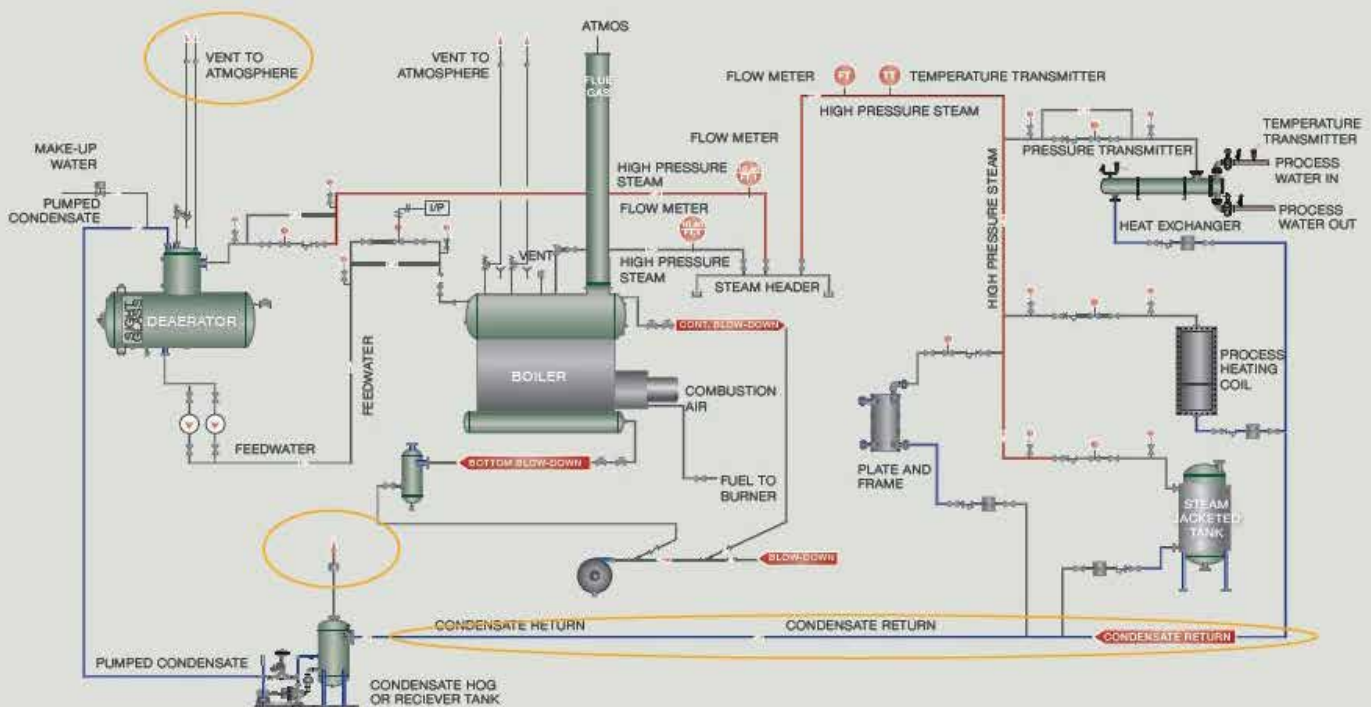 ATMOS
VENT TO
ATMOSPHERE
VENT TO
ATMOSPHERE
FLUE
GAS
FLOW METER
FT
TT
TEMPERATURE TRANSMITTER
HIGH PRESSURE STEAM
FLOW METER
TEMPERATURE
TRANSMITTER
MAKE-UP
WATER
PRESSURE TRANSMITTER
PROCESS
WATER IN
HIGH PRESSURE
STEAM
PUMPED
CONDENSATE
I/P
FLOW METER
PROCESS
WATER OUT
HEAT EXCHANGER
VENT
HIGH PRESSURE
STEAM
STEAM HEADER
HIGH PRESSURE STEAM
SIGHT
GLASS
DEAERATOR
CONT. BLOW-DOWN
BOILER
PROCESS
HEATING
COIL
FEEDWATER
COMBUSTION
AIR
FEEDWATER
BOTTOM BLOW-DOWN
PLATE AND
FRAME
FUEL TO
BURNER
STEAM
JACKETED
TANK
BLOW-DOWN
CONDENSATE RETURN
CONDENSATE RETURN
CONDENSATE RETURN
PUMPED CONDENSATE
CONDENSATE HOG
OR RECIEVER TANK